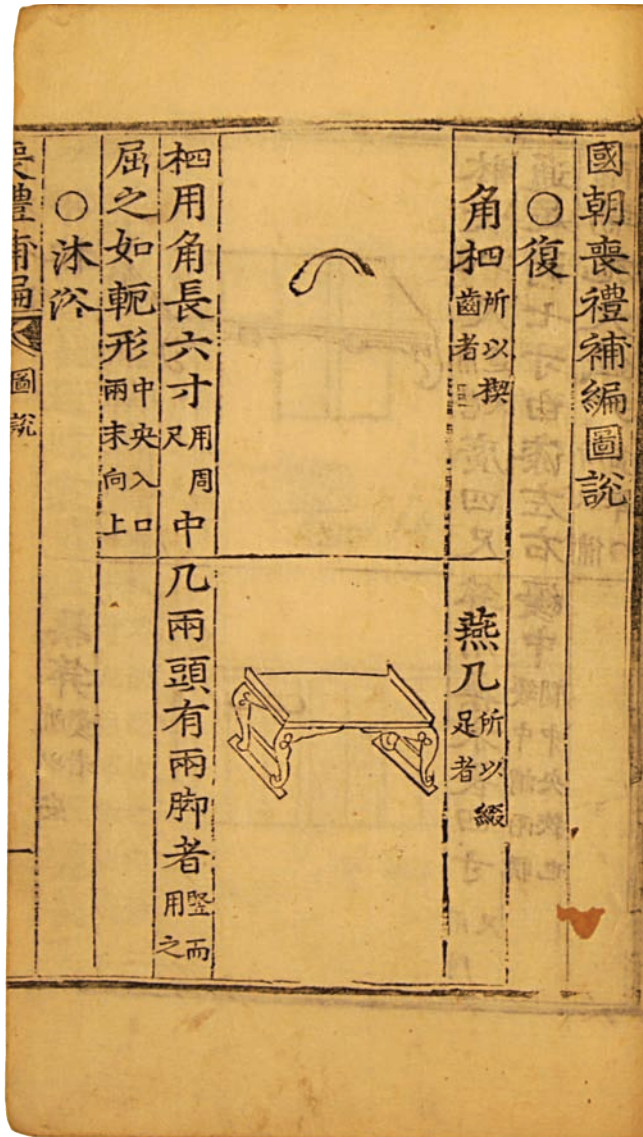 國朝喪禮補編圖說
○復
角柶所以楔齒者
燕几所以綴足者
柶用角長六寸用周尺中
屈之如軛形中央入口兩末向上
几兩頭有兩脚者竪而用之
○沐浴
喪禮補編 圖說 一